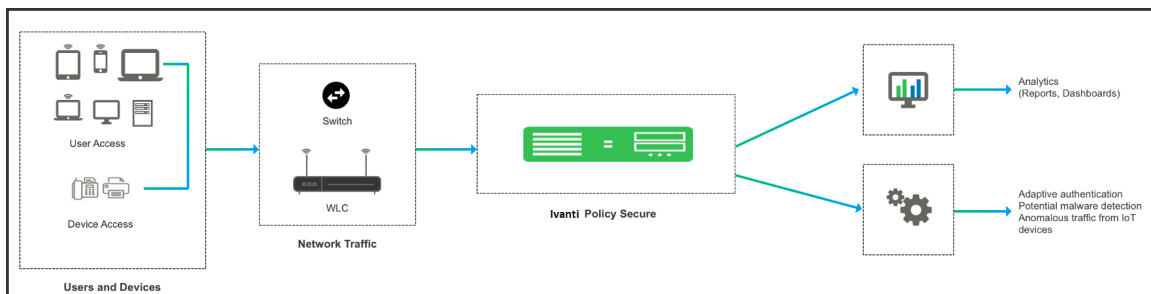 User Access
Device Access
Users and Devices
Switch
WLC
Network Traffic
Ivanti Policy Secure
Analytics
(Reports, Dashboards)
Adaptive authentication
Potential malware detection
Anomalous traffic from IoT
devices